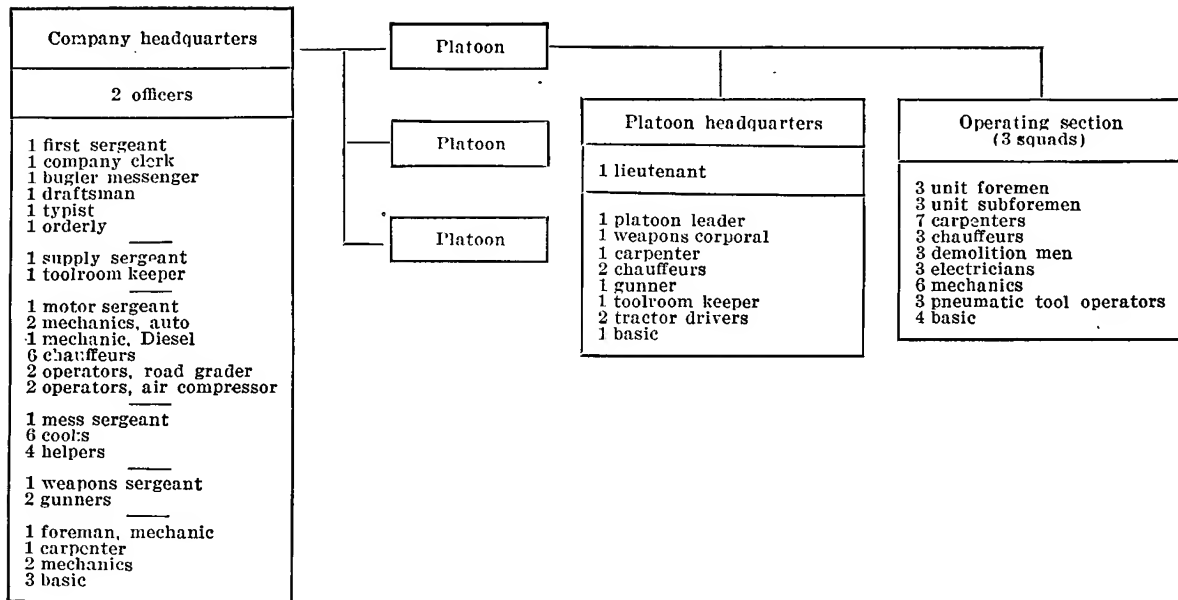 Company headquarters
2 officers
1 first sergeant
1 company clerk
1 bugler messenger
1 draftsman
1 typist
1 orderly
1 supply sergeant
1 toolroom keeper
1 motor sergeant
2 mechanics, auto
1 mechanic, Diesel
6 chauffeurs
2 operators, road grader
2 operators, air compressor
1 mess sergeant
6 cooks
4 helpers
1 weapons sergeant
2 gunners
1 foreman, mechanic
1 carpenter
2 mechanics
3 basic
Platoon
Platoon
Platoon
Platoon headquarters
1 lieutenant
1 platoon leader
1 weapons corporal
1 carpenter
2 chauffeurs
1 gunner
1 toolroom keeper
2 tractor drivers
1 basic
Operating section
(3 squads)
3 unit foremen
3 unit subforemen
7 carpenters
3 chauffeurs
3 demolition men
3 electricians
6 mechanics
3 pneumatic tool operators
4 basic